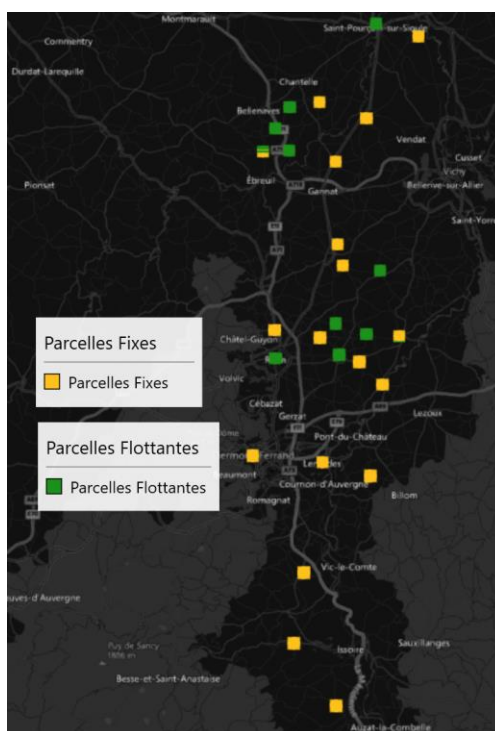 Montmarault
Saint-Pourçain-sur-Sioule
Commentry
Durdat-Larequille
Chantelle
Bellenaves
Vendat
Cusset
Vichy
Ébreuil
Piomsat
Gannat
Bellerive-sur-Allier
Saint-Yorre
Parcelles Fixes
Parcelles Fixes
Châtel-Guyon
Volvic
Cébazat
Gerzat
Lezoux
Parcelles Flottantes
Parcelles Flottantes
Pont-du-Château
Beaumont
Cournon-d'Auvergne
Billom
Romagnat
Vic-le-Comte
uves-d'Auvergne
Puy de Sancy
1886 m
Issoire
Sauxillanges
Besse-et-Saint-Anastaise
Auzat-la-Combelle